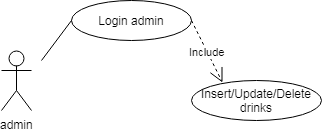 Login admin
Include
Insert/Update/Delete
drinks
admin